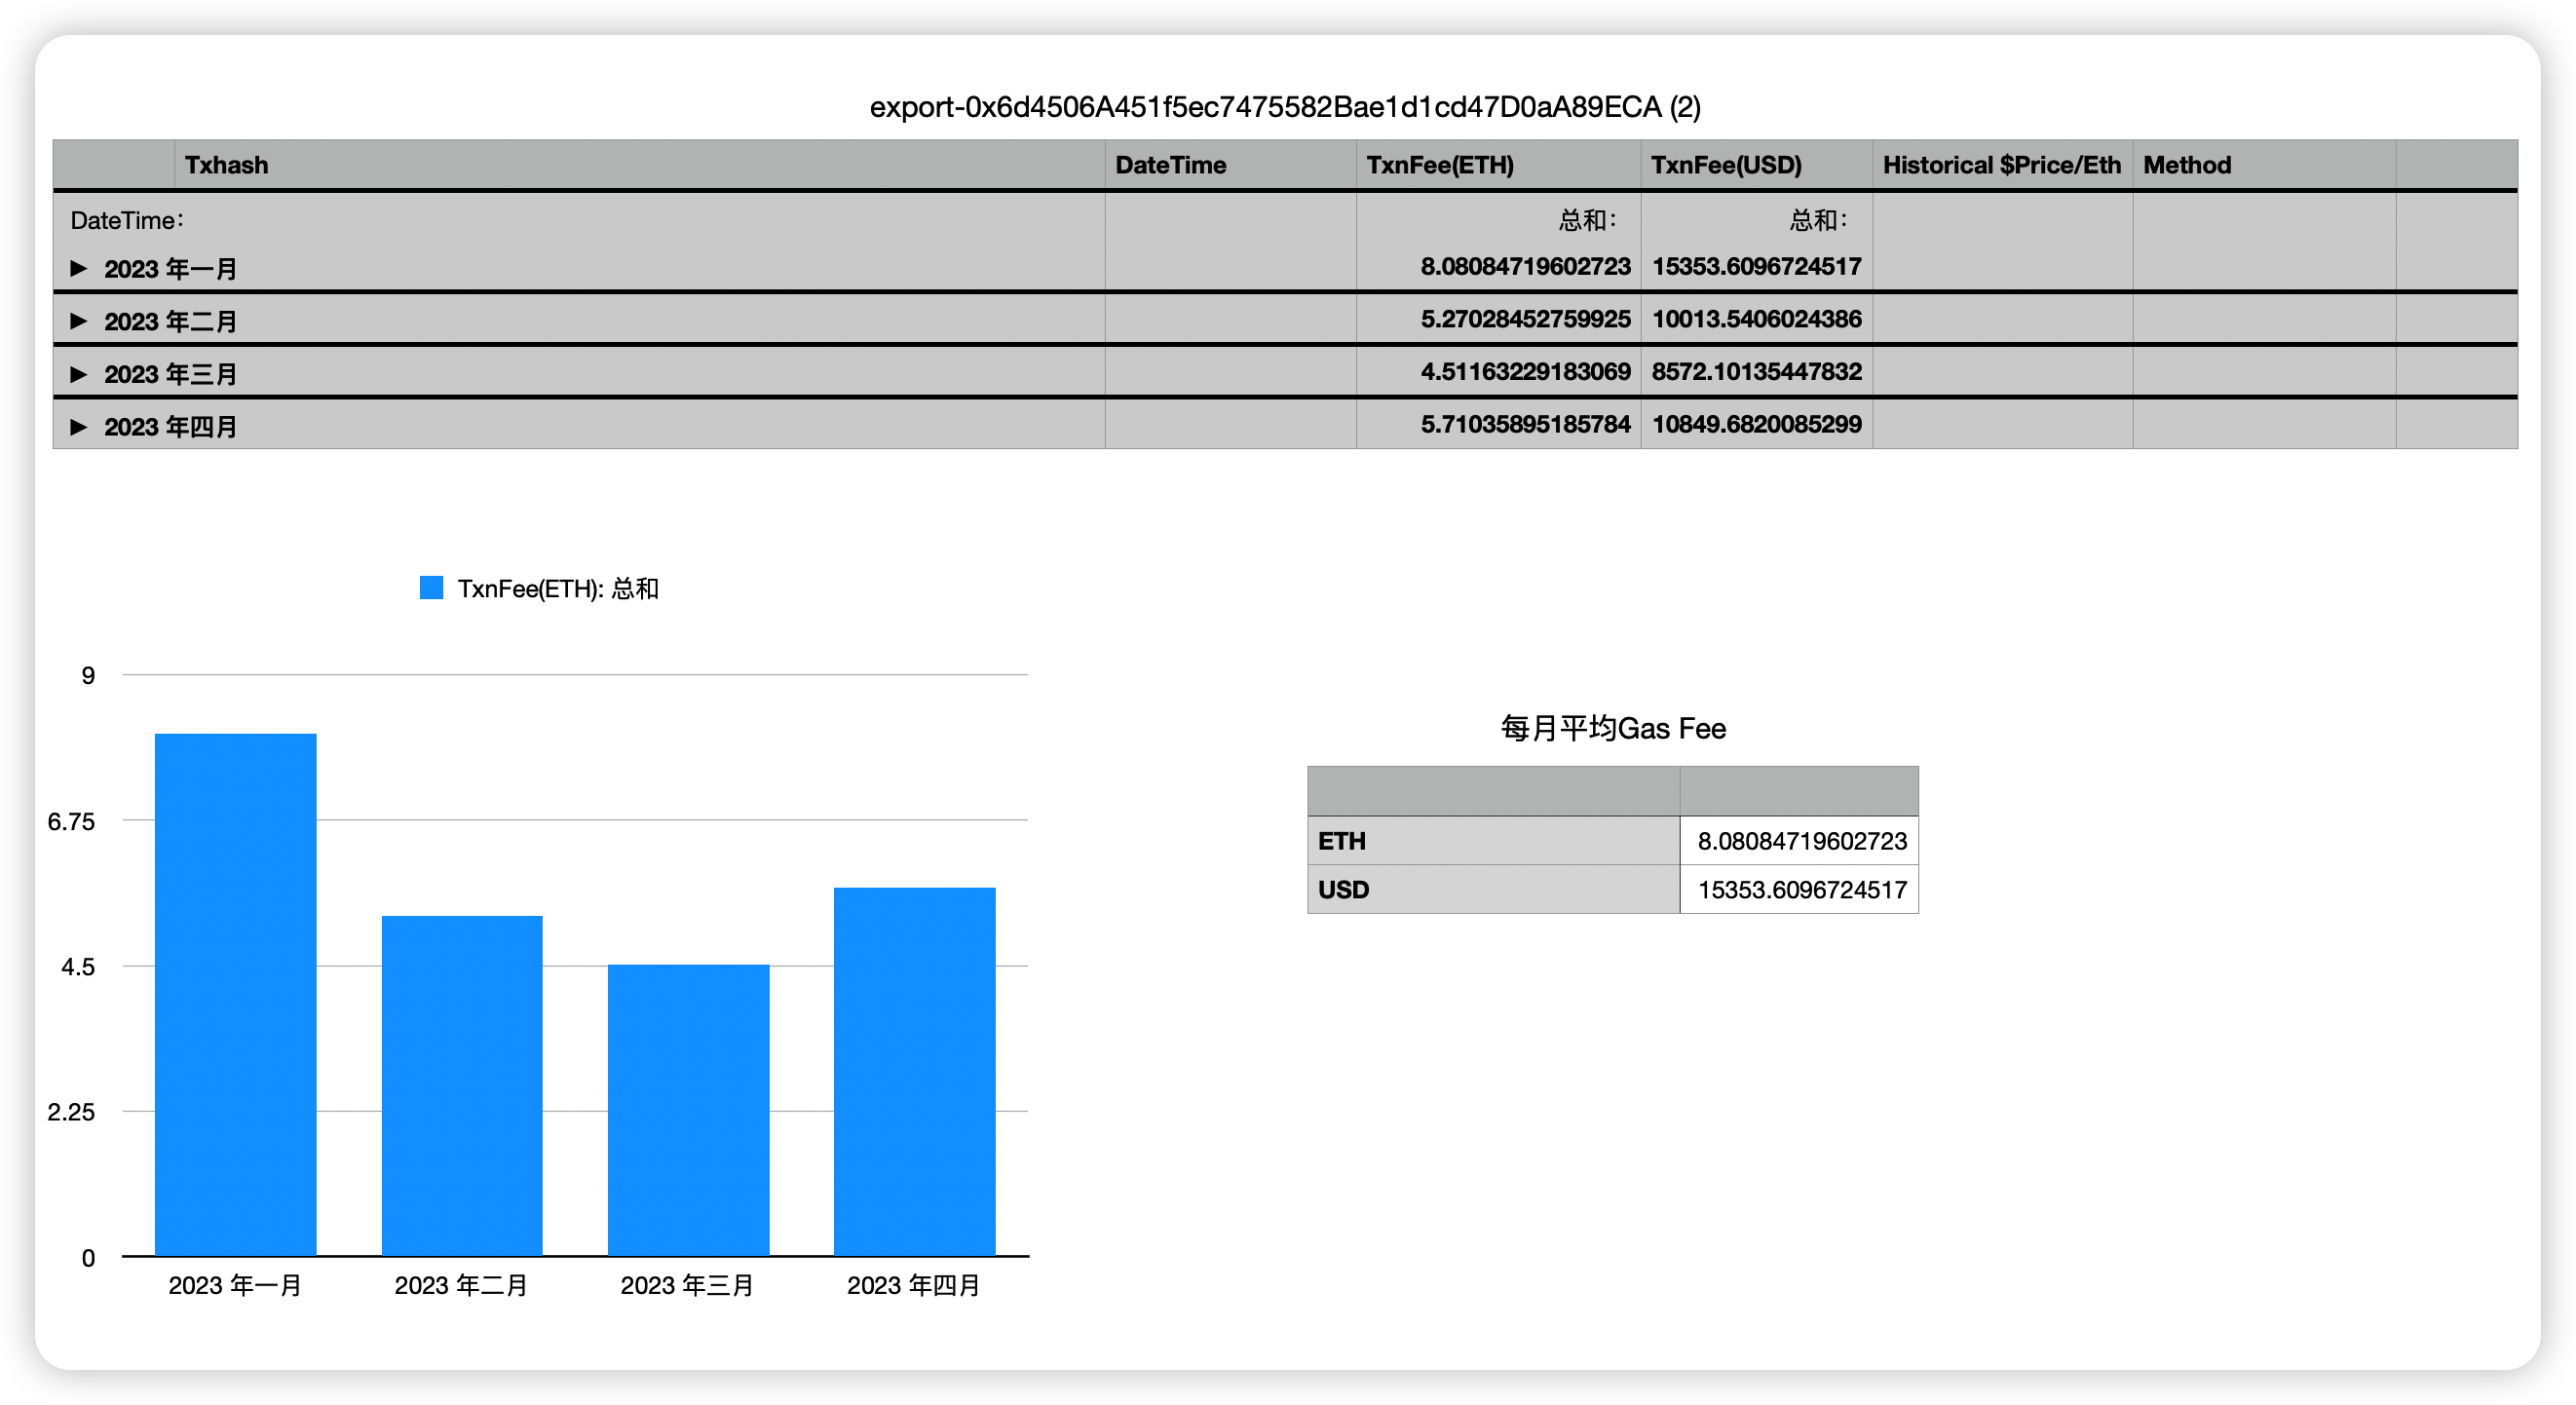 export-0x6d4506A451f5ec7475582Bae1d1cd47D0aA89ECA (2)
Txhash DateTime TxnFee(ETH) TxnFee(USD) Historical $Price/Eth Method
DateTime： 总和： 总和：
▶ 2023 年一月 8.08084719602723 15353.6096724517
▶ 2023 年二月 5.27028452759925 10013.5406024386
▶ 2023 年三月 4.51163229183069 8572.10135447832
▶ 2023 年四月 5.71035895185784 10849.6820085299
TxnFee(ETH): 总和
9
6.75
4.5
2.25
0
2023 年一月 2023 年二月 2023 年三月 2023 年四月
每月平均Gas Fee
ETH 8.08084719602723
USD 15353.6096724517